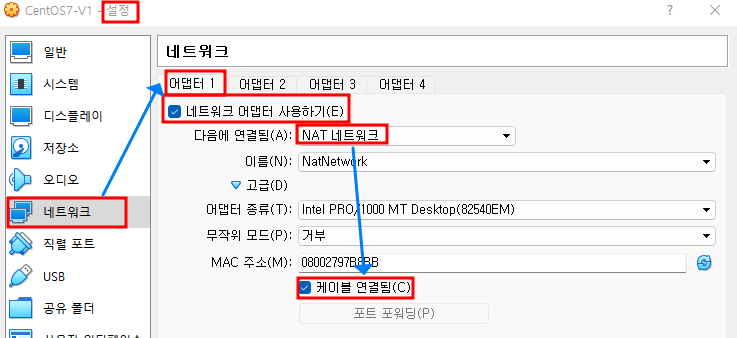 CentOS7-V1 - 설정
일반
시스템
디스플레이
저장소
오디오
네트워크
직렬 포트
USB
공유 폴더
네트워크
어댑터 1
어댑터 2
어댑터 3
어댑터 4
네트워크 어댑터 사용하기(E)
다음에 연결됨(A): NAT 네트워크
이름(N): NatNetwork
고급(D)
어댑터 종류(T): Intel PRO/1000 MT Desktop(82540EM)
무작위 모드(P): 거부
MAC 주소(M): 08002797B8BB
케이블 연결됨(C)
포트 포워딩(P)